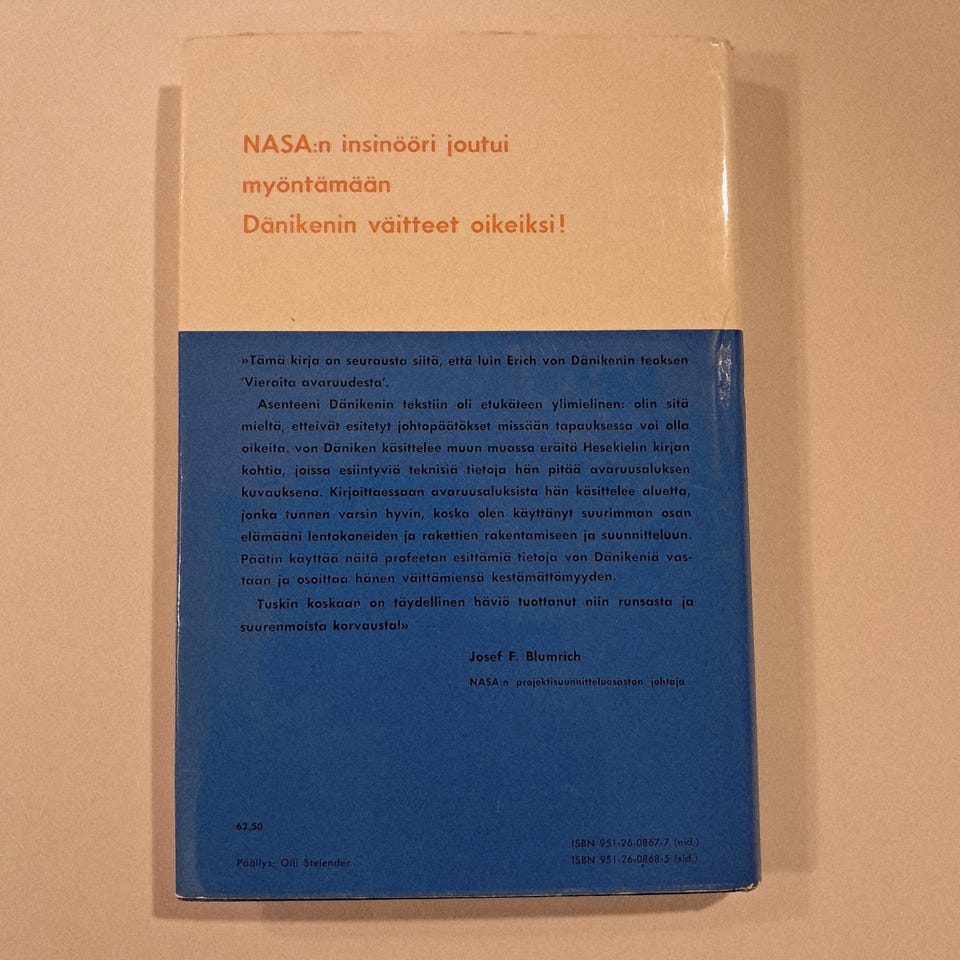 NASA:n insinööri joutui
myöntämään
Dänikenin väitteet oikeiksi!
»Tämä kirja on seurausta siitä, että luin Erich von Dänikenin teoksen
'Vieraita avaruudesta'.
Asenteeni Dänikenin tekstiin oli etukäteen ylimielinen: olin sitä
mieltä, etteivät esitetyt johtopäätökset missään tapauksessa voi olla
oikeita. von Däniken käsittelee muun muassa eräitä Hesekielin kirjan
kohtia, joissa esiintyviä teknisiä tietoja hän pitää avaruusaluksen
kuvauksena. Kirjoittaessaan avaruusaluksista hän käsittelee aluetta,
jonka tunnen varsin hyvin, koska olen käyttänyt suurimman osan
elämääni lentokoneiden ja rakettien rakentamiseen ja suunnitteluun.
Päätin käyttää näitä profeetan esittämiä tietoja von Dänikeniä vas-
taan ja osoittaa hänen väittämiensä kestämättömyyden.
Tuskin koskaan on täydellinen häviö tuottanut niin runsasta ja
suurenmoista korvausta!»
Josef F. Blumrich
NASA:n projektisuunnitteluosaston johtaja
62,50
Päällys: Olli Stelender
ISBN 951-26-0867-7 (nid.)
ISBN 951-26-0868-5 (sid.)